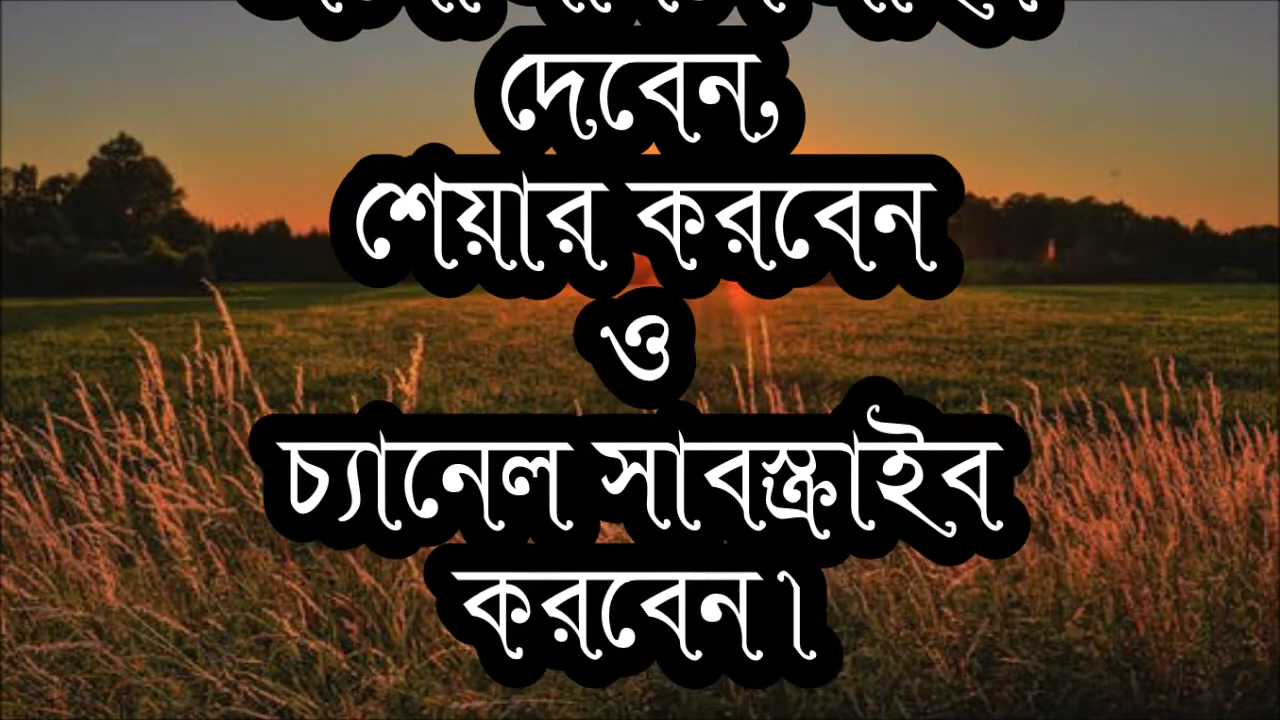 দেবেন,
শেয়ার করবেন
ও
চ্যানেল সাবস্ক্রাইব
করবেন।